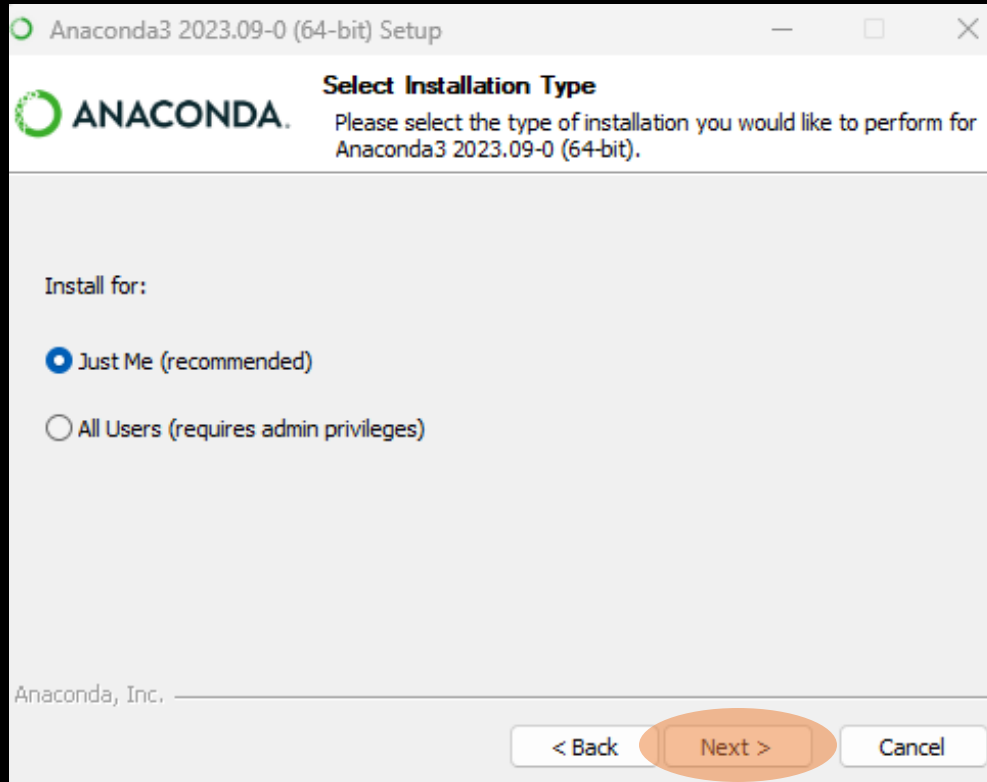 Anaconda3 2023.09-0 (64-bit) Setup
ANACONDA.
Select Installation Type
Please select the type of installation you would like to perform for
Anaconda3 2023.09-0 (64-bit).
Install for:
Just Me (recommended)
All Users (requires admin privileges)
Anaconda, Inc.
< Back Next > Cancel